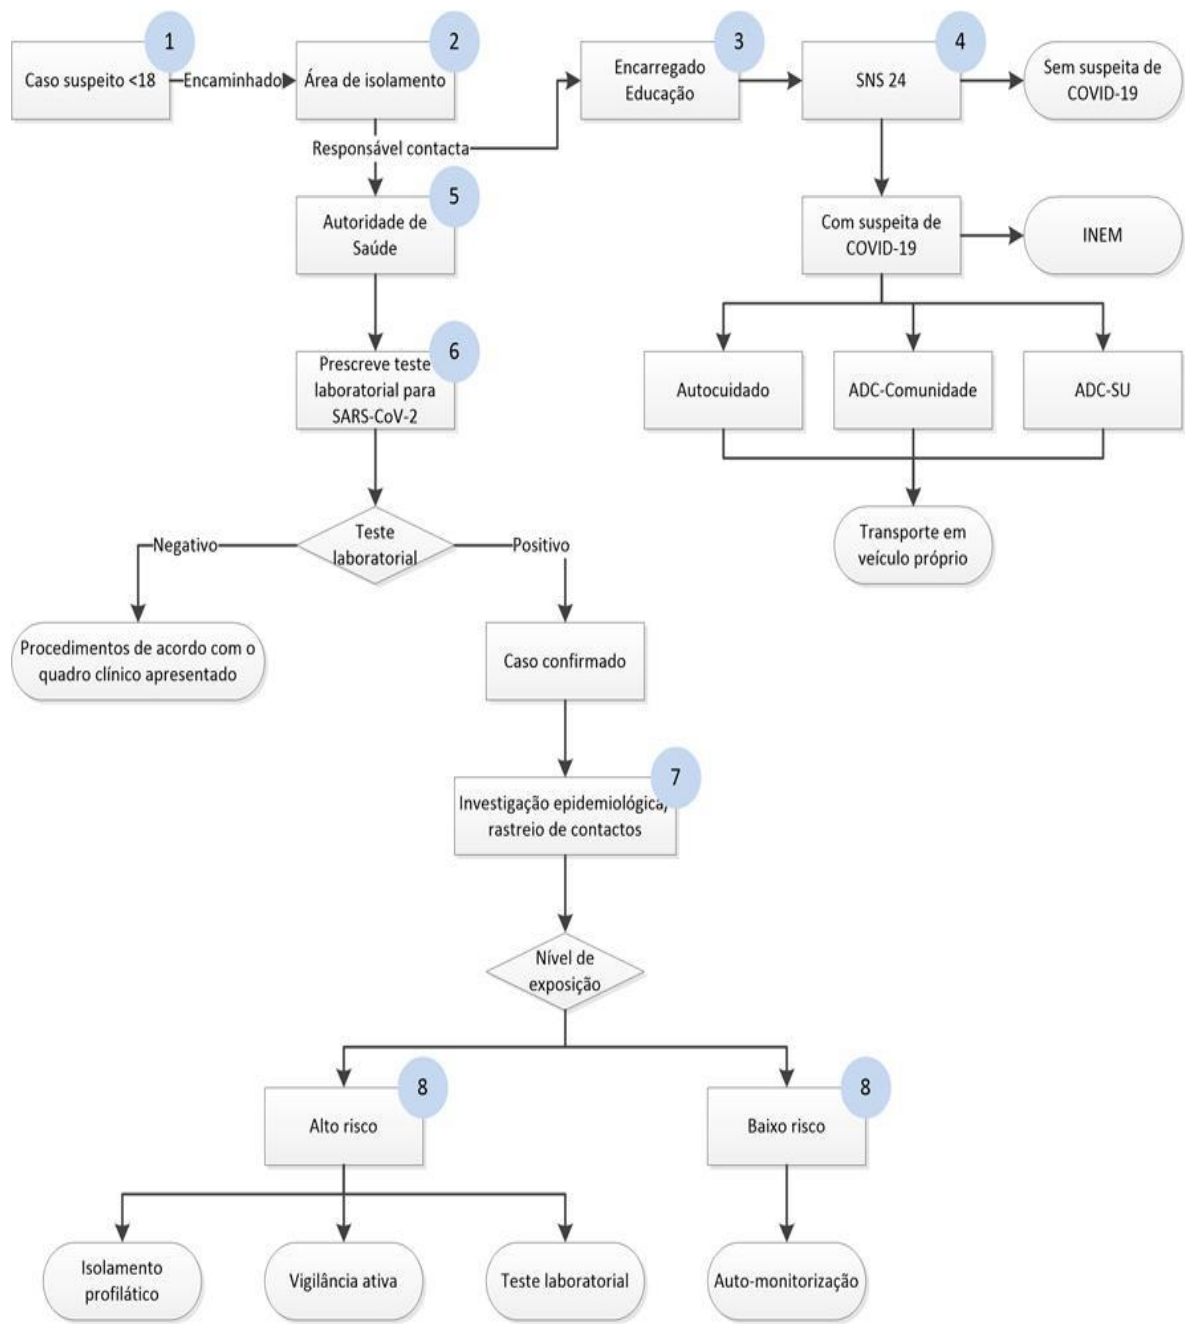 1
Caso suspeito <18
Encaminhado
2
Área de isolamento
Responsável contacta
3
Encarregado
Educação
4
SNS 24
Sem suspeita de
COVID-19
5
Autoridade de
Saúde
Com suspeita de
COVID-19
INEM
6
Prescreve teste
laboratorial para
SARS-CoV-2
Autocuidado
ADC-Comunidade
ADC-SU
Transporte em
veículo próprio
Teste
laboratorial
Negativo
Positivo
Procedimentos de acordo com o
quadro clínico apresentado
Caso confirmado
7
Investigação epidemiológica/
rastreio de contactos
Nível de
exposição
8
Alto risco
8
Baixo risco
Isolamento
profilático
Vigilância ativa
Teste laboratorial
Auto-monitorização